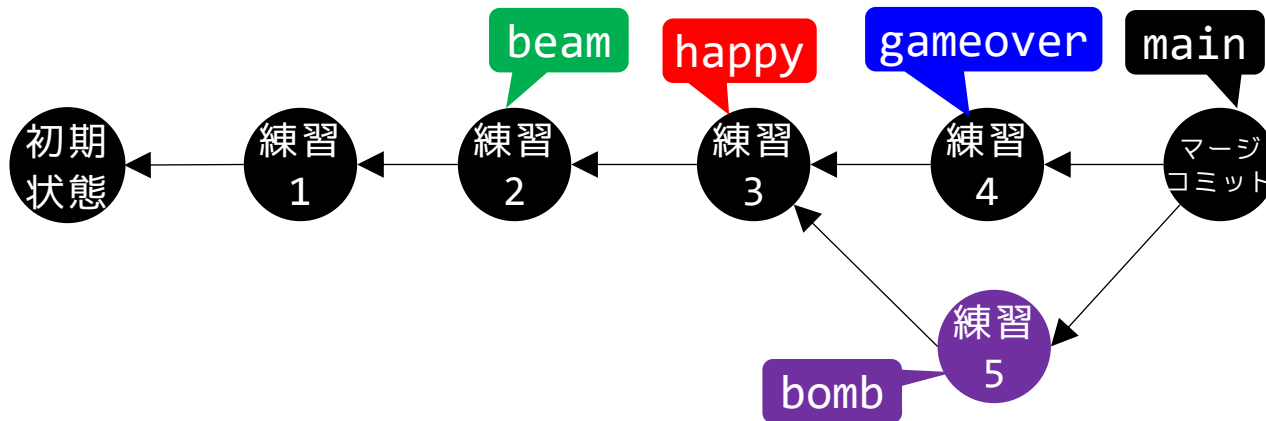 beam
happy
gameover
main
初期
状態
練習
1
練習
2
練習
3
練習
4
マージ
コミット
練習
5
bomb